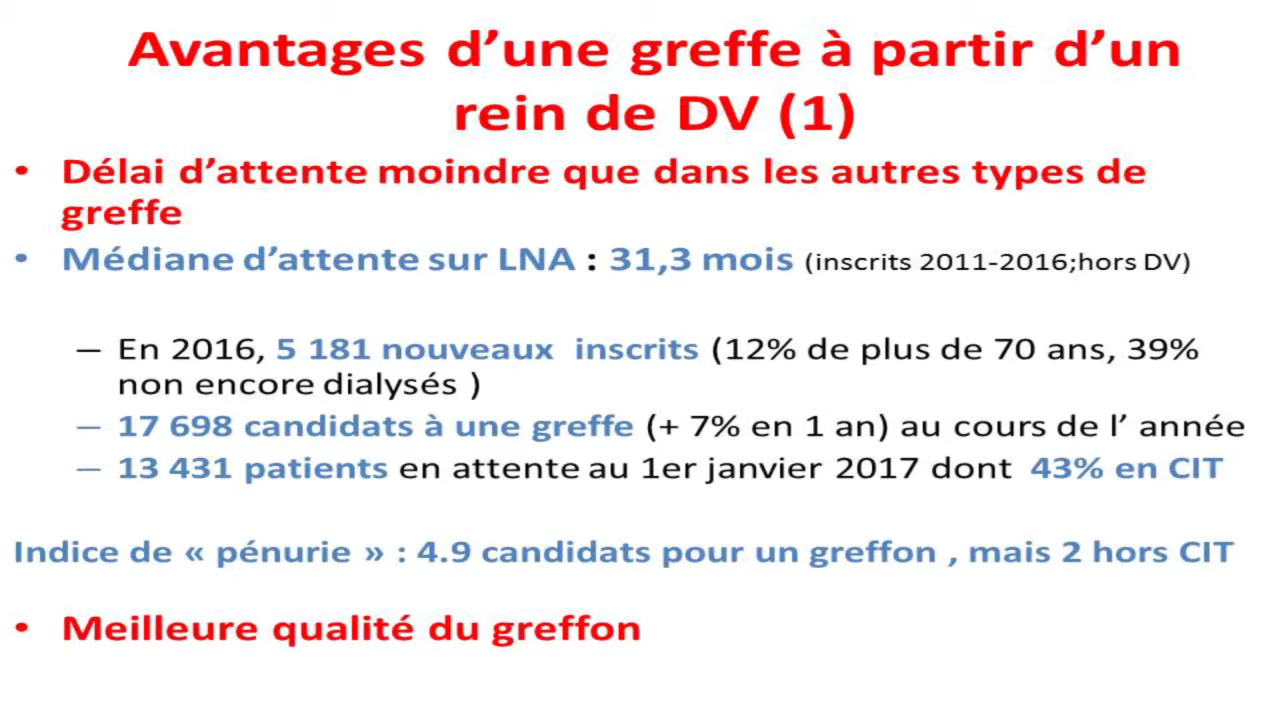 Avantages d’une greffe à partir d’un
rein de DV (1)
• Délai d’attente moindre que dans les autres types de
greffe
• Médiane d’attente sur LNA : 31,3 mois (inscrits 2011-2016;hors DV)
– En 2016, 5 181 nouveaux inscrits (12% de plus de 70 ans, 39%
non encore dialysés )
– 17 698 candidats à une greffe (+ 7% en 1 an) au cours de l’ année
– 13 431 patients en attente au 1er janvier 2017 dont 43% en CIT
Indice de « pénurie » : 4.9 candidats pour un greffon , mais 2 hors CIT
• Meilleure qualité du greffon